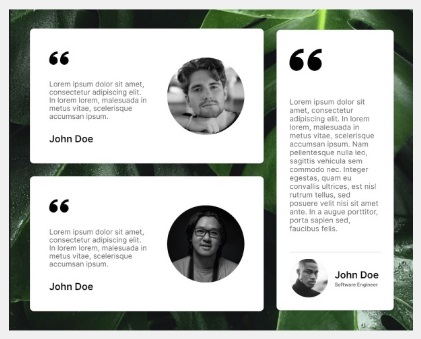 “
Lorem ipsum dolor sit amet,
consectetur adipiscing elit.
In lorem lorem, malesuada in
metus vitae, scelerisque
accumsan ipsum.
John Doe
“
Lorem ipsum dolor sit amet,
consectetur adipiscing elit.
In lorem lorem, malesuada in
metus vitae, scelerisque
accumsan ipsum.
John Doe
“
Lorem ipsum dolor sit
amet, consectetur
adipiscing elit. In lorem
lorem, malesuada in
metus vitae, scelerisque
accumsan ipsum. Nam
pellentesque nulla leo,
sagittis vehicula sem
commodo nec. Integer
egestas, quam eu
convallis ultrices, est nisl
rutrum tellus, sed
posuere velit nisi sit amet
ante. In a augue porttitor,
porta sapien sed,
faucibus felis.
John Doe
Software Engineer